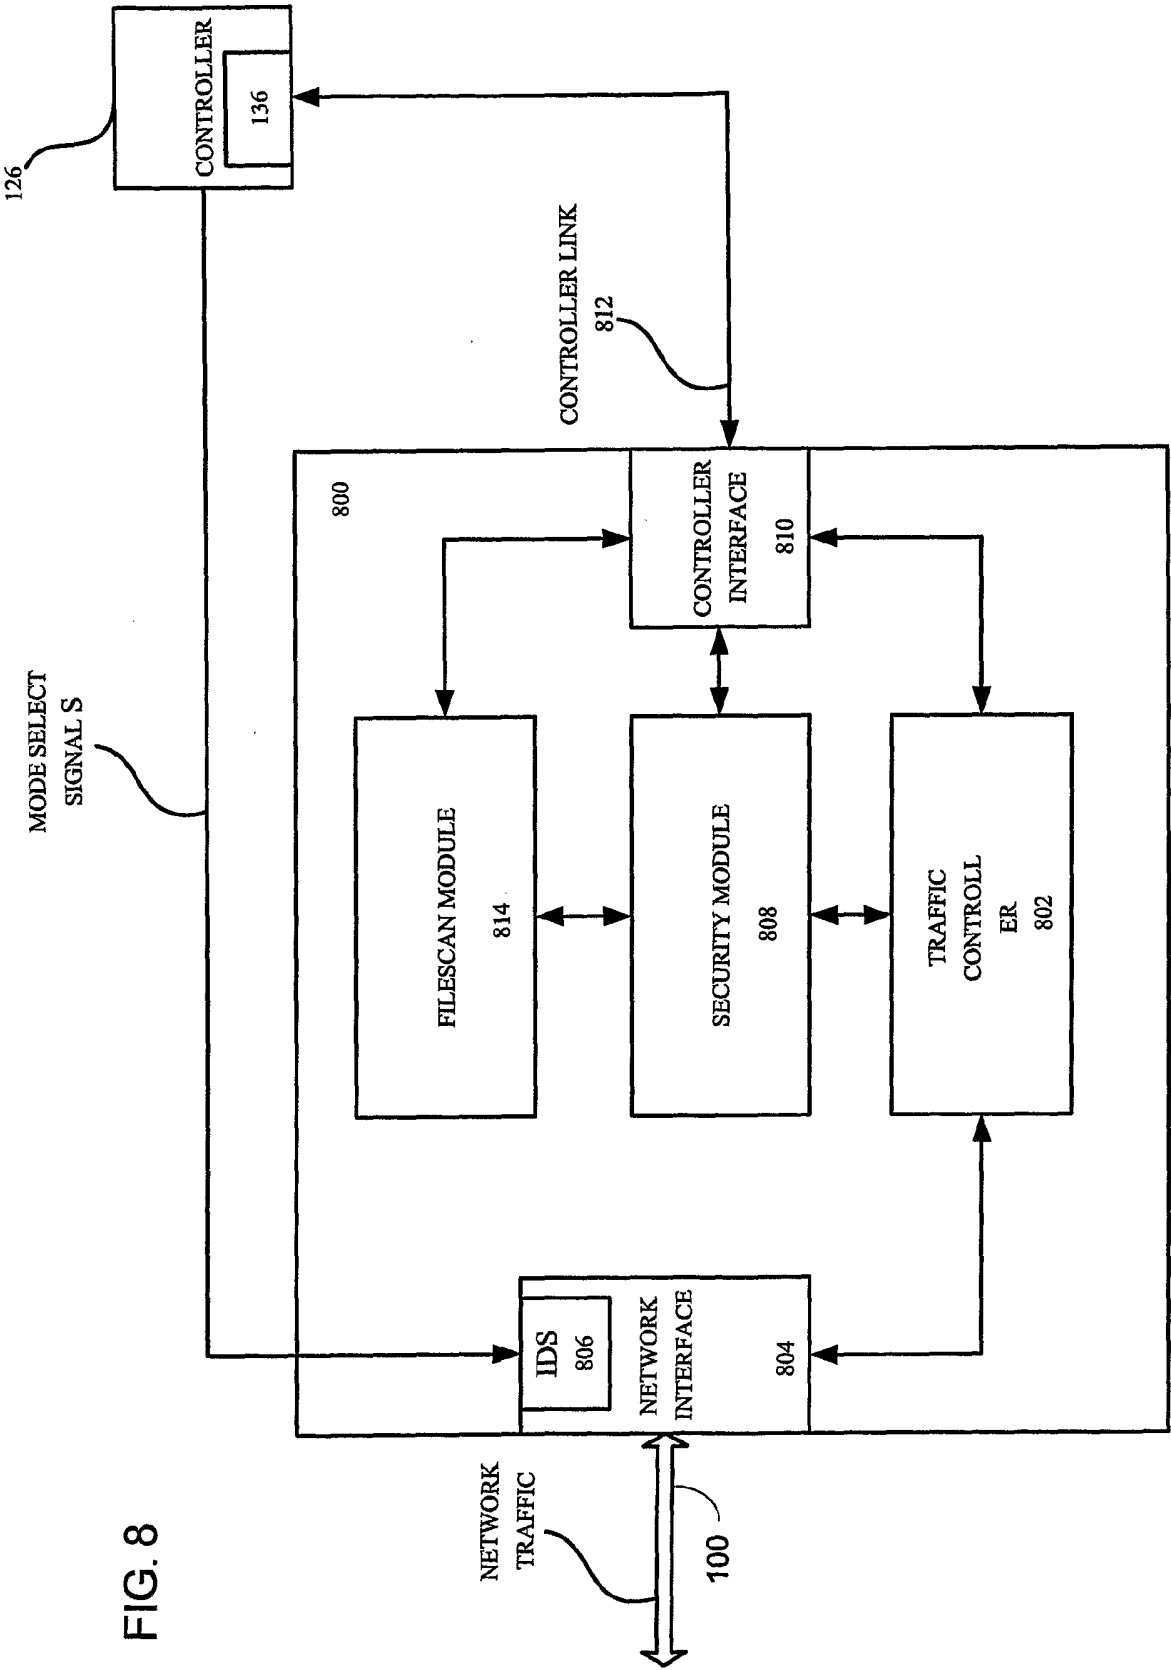 FIG. 8
MODE SELECT
SIGNAL S
126
CONTROLLER
136
800
CONTROLLER LINK
812
FILESCAN MODULE
814
SECURITY MODULE
808
TRAFFIC
CONTROLL
ER
802
CONTROLLER
INTERFACE
810
IDS
806
NETWORK
INTERFACE
804
NETWORK
TRAFFIC
100